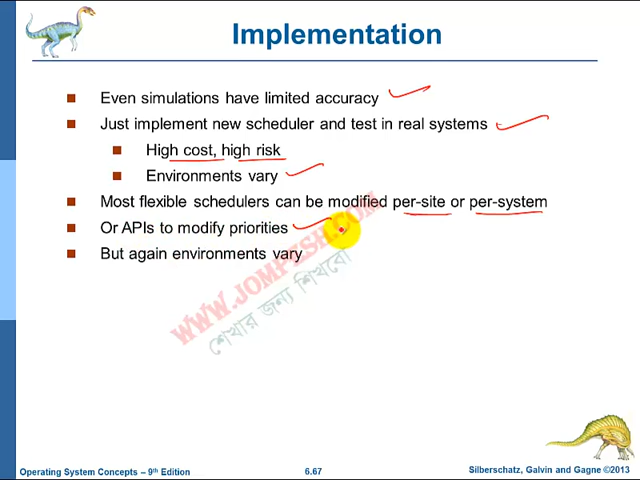 Implementation
Even simulations have limited accuracy
Just implement new scheduler and test in real systems
High cost, high risk
Environments vary
Most flexible schedulers can be modified per-site or per-system
Or APIs to modify priorities
But again environments vary
WWW.JOMPESH.COM
শেখার জন্য শিখবো
Operating System Concepts – 9th Edition
6.67
Silberschatz, Galvin and Gagne ©2013